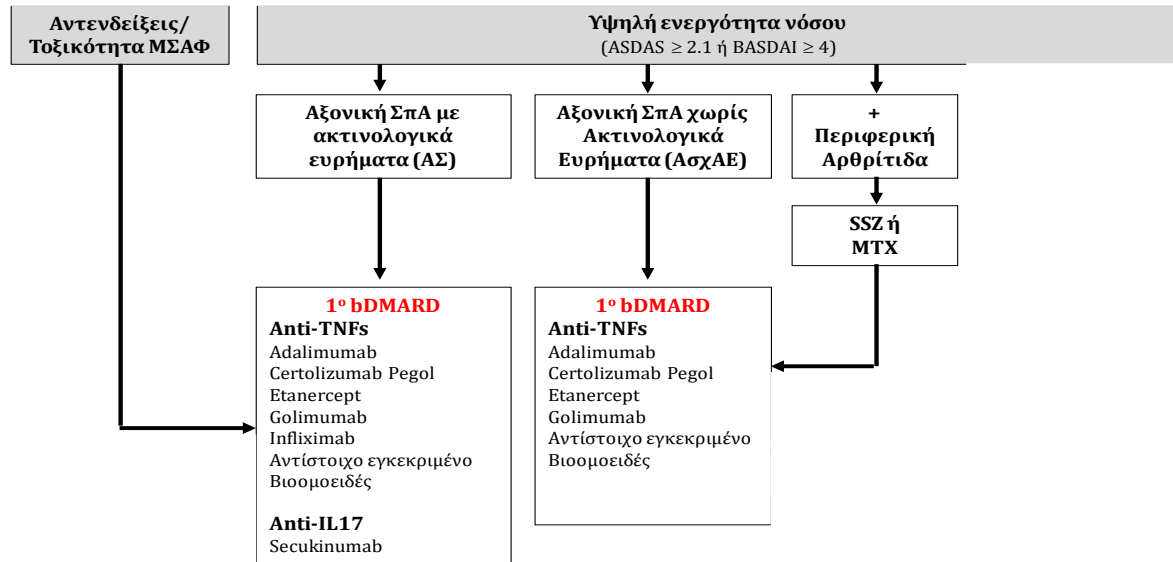 Αντενδείξεις/
Τοξικότητα ΜΣΑΦ
Υψηλή ενεργότητα νόσου
(ASDAS ≥ 2.1 ή BASDAI ≥ 4)
Αξονική ΣπΑ με
ακτινολογικά
ευρήματα (ΑΣ)
Αξονική ΣπΑ χωρίς
Ακτινολογικά
Ευρήματα (ΑσχΑΕ)
+
Περιφερική
Αρθρίτιδα
SSZ ή
MTX
1ο bDMARD
Anti-TNFs
Adalimumab
Certolizumab Pegol
Etanercept
Golimumab
Infliximab
Αντίστοιχο εγκεκριμένο
Βιοομοειδές
Anti-IL17
Secukinumab
1ο bDMARD
Anti-TNFs
Adalimumab
Certolizumab Pegol
Etanercept
Golimumab
Αντίστοιχο εγκεκριμένο
Βιοομοειδές